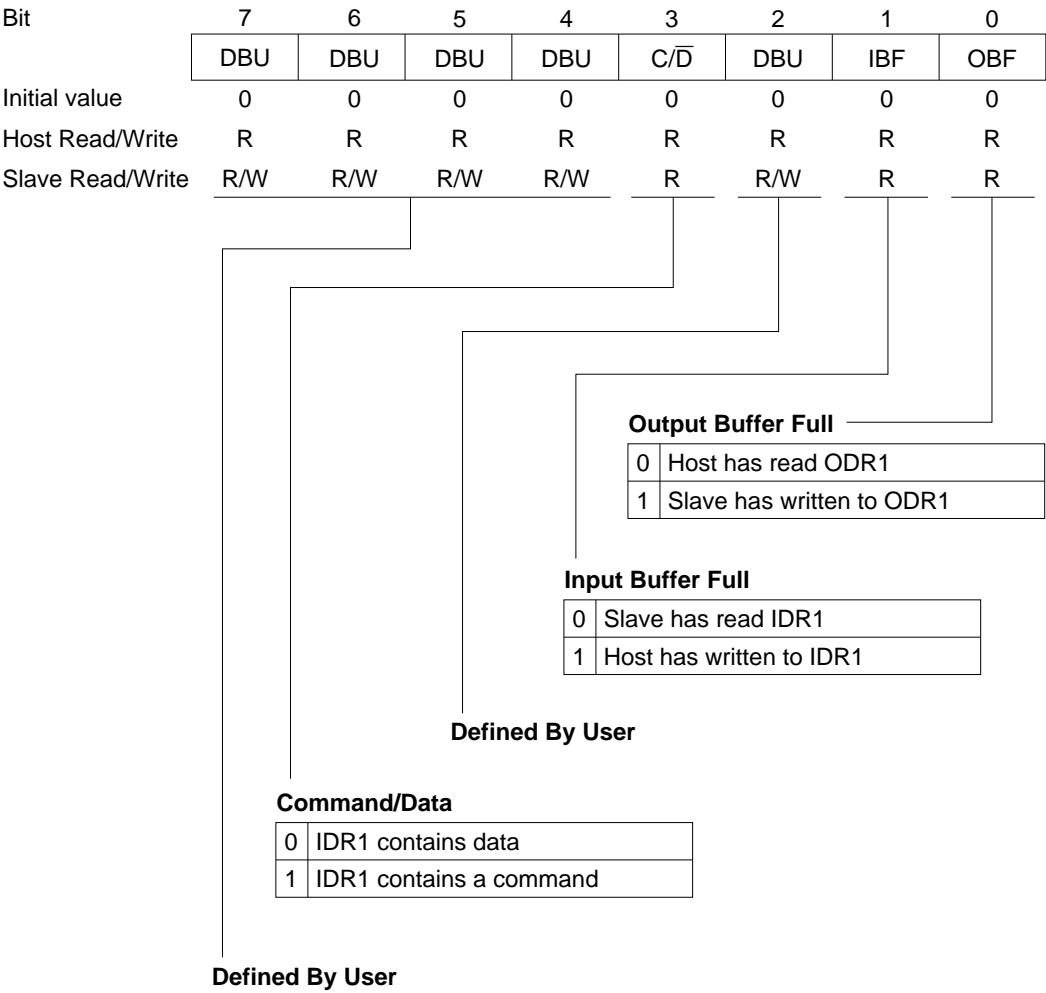 Bit 7 6 5 4 3 2 1 0
DBU DBU DBU DBU C/D̅ DBU IBF OBF
Initial value 0 0 0 0 0 0 0 0
Host Read/Write R R R R R R R R
Slave Read/Write R/W R/W R/W R/W R R/W R R
Output Buffer Full
0 Host has read ODR1
1 Slave has written to ODR1
Input Buffer Full
0 Slave has read IDR1
1 Host has written to IDR1
Defined By User
Command/Data
0 IDR1 contains data
1 IDR1 contains a command
Defined By User